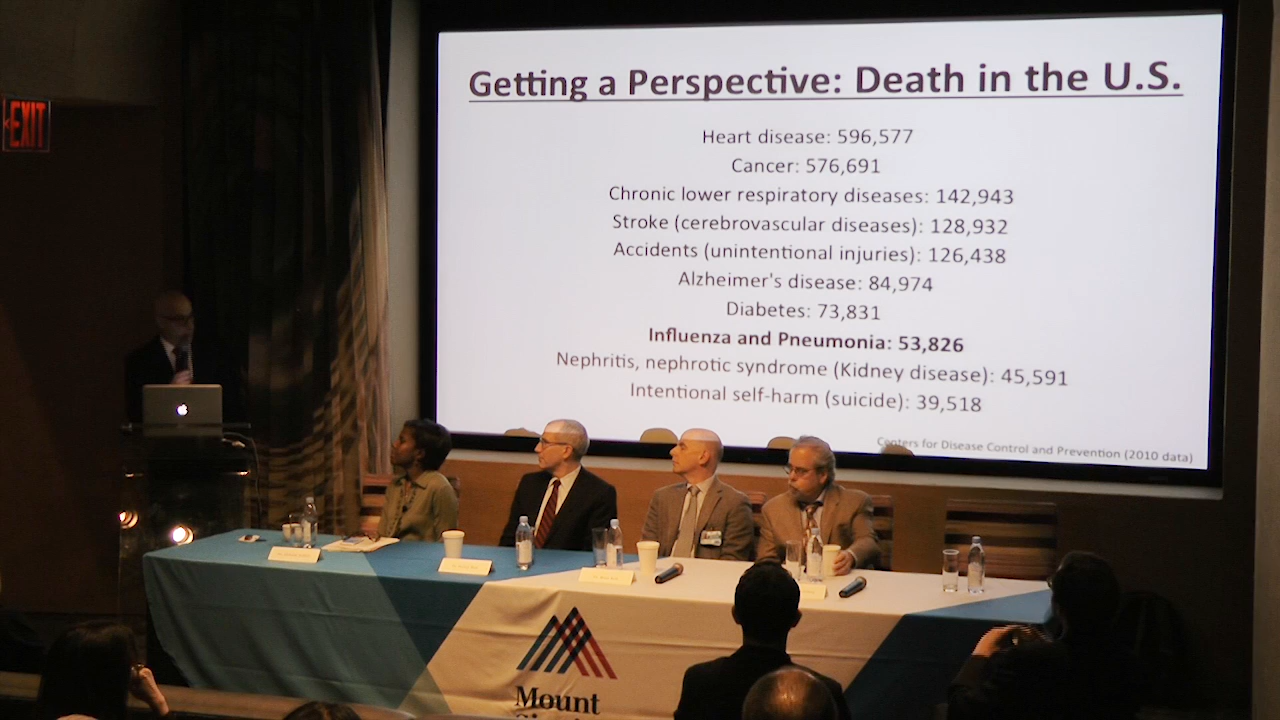 EXIT
Getting a Perspective: Death in the U.S.
Heart disease: 596,577
Cancer: 576,691
Chronic lower respiratory diseases: 142,943
Stroke (cerebrovascular diseases): 128,932
Accidents (unintentional injuries): 126,438
Alzheimer's disease: 84,974
Diabetes: 73,831
Influenza and Pneumonia: 53,826
Nephritis, nephrotic syndrome (Kidney disease): 45,591
Intentional self-harm (suicide): 39,518
Centers for Disease Control and Prevention (2010 data)
Mount